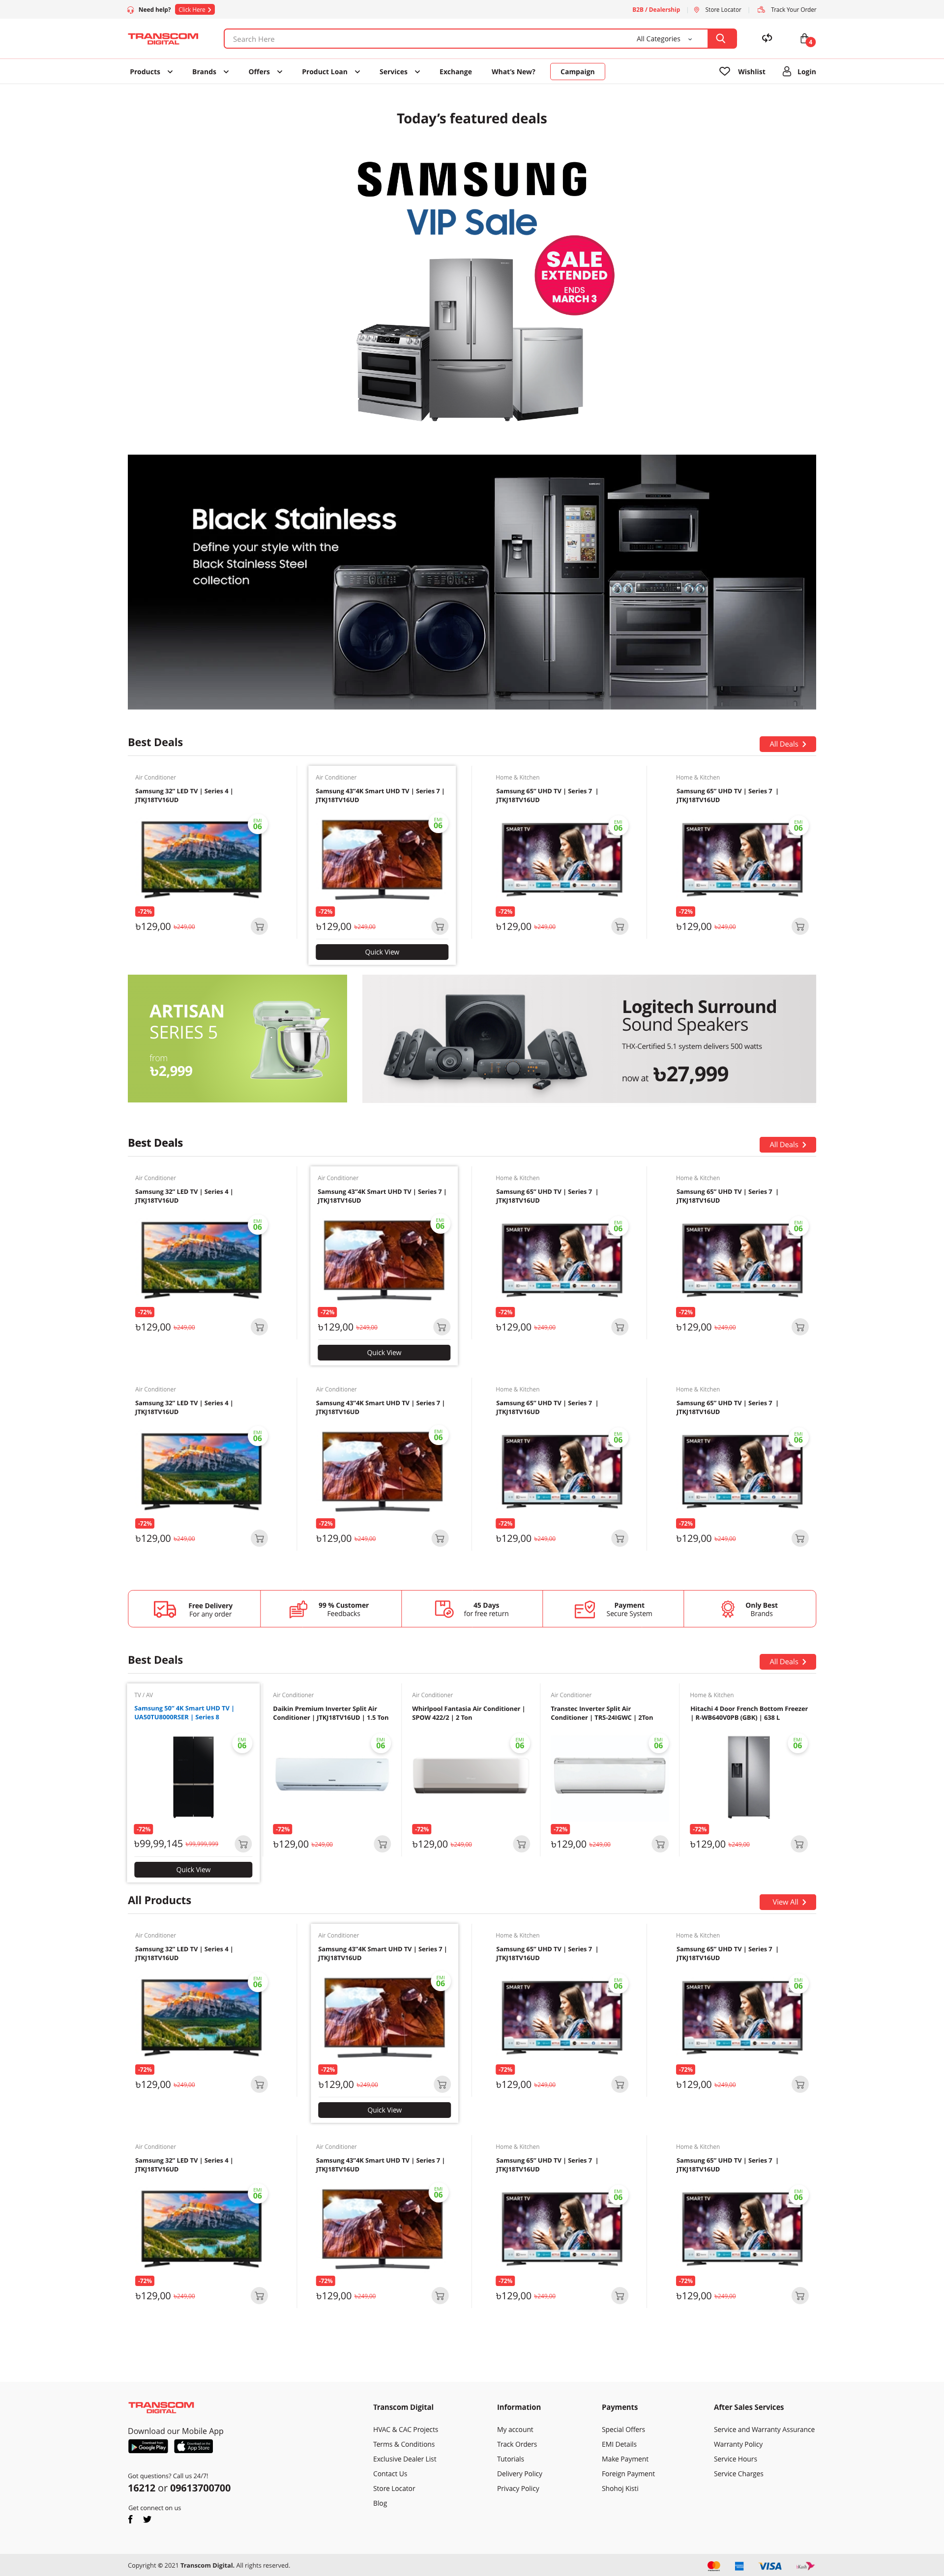 Need help? Click Here
B2B / Dealership
Store Locator
Track Your Order
TRANSCOM
DIGITAL
Search Here
All Categories
4
Products
Brands
Offers
Product Loan
Services
Exchange
What's New?
Campaign
Wishlist
Login
Today's featured deals
SAMSUNG
VIP Sale
SALE
EXTENDED
ENDS
MARCH 3
Black Stainless
Define your style with the
Black Stainless Steel
collection
Best Deals
All Deals
Air Conditioner
Samsung 32" LED TV | Series 4 |
JTKJ18TV16UD
EMI
06
-72%
৳129,00 ৳249,00
Air Conditioner
Samsung 43"4K Smart UHD TV | Series 7 |
JTKJ18TV16UD
EMI
06
-72%
৳129,00 ৳249,00
Quick View
Home & Kitchen
Samsung 65" UHD TV | Series 7 |
JTKJ18TV16UD
SMART TV
EMI
06
-72%
৳129,00 ৳249,00
Home & Kitchen
Samsung 65" UHD TV | Series 7 |
JTKJ18TV16UD
SMART TV
EMI
06
-72%
৳129,00 ৳249,00
ARTISAN
SERIES 5
from
৳2,999
Logitech Surround
Sound Speakers
THX-Certified 5.1 system delivers 500 watts
now at ৳27,999
Best Deals
All Deals
Air Conditioner
Samsung 32" LED TV | Series 4 |
JTKJ18TV16UD
EMI
06
-72%
৳129,00 ৳249,00
Air Conditioner
Samsung 43"4K Smart UHD TV | Series 7 |
JTKJ18TV16UD
EMI
06
-72%
৳129,00 ৳249,00
Quick View
Home & Kitchen
Samsung 65" UHD TV | Series 7 |
JTKJ18TV16UD
SMART TV
EMI
06
-72%
৳129,00 ৳249,00
Home & Kitchen
Samsung 65" UHD TV | Series 7 |
JTKJ18TV16UD
SMART TV
EMI
06
-72%
৳129,00 ৳249,00
Air Conditioner
Samsung 32" LED TV | Series 4 |
JTKJ18TV16UD
EMI
06
-72%
৳129,00 ৳249,00
Air Conditioner
Samsung 43"4K Smart UHD TV | Series 7 |
JTKJ18TV16UD
EMI
06
-72%
৳129,00 ৳249,00
Home & Kitchen
Samsung 65" UHD TV | Series 7 |
JTKJ18TV16UD
SMART TV
EMI
06
-72%
৳129,00 ৳249,00
Home & Kitchen
Samsung 65" UHD TV | Series 7 |
JTKJ18TV16UD
SMART TV
EMI
06
-72%
৳129,00 ৳249,00
Free Delivery
For any order
99 % Customer
Feedbacks
45 Days
for free return
Payment
Secure System
Only Best
Brands
Best Deals
All Deals
TV / AV
Samsung 50" 4K Smart UHD TV |
UA50TU8000RSER | Series 8
EMI
06
-72%
৳99,99,145 ৳99,999,999
Quick View
Air Conditioner
Daikin Premium Inverter Split Air
Conditioner | JTKJ18TV16UD | 1.5 Ton
EMI
06
-72%
৳129,00 ৳249,00
Air Conditioner
Whirlpool Fantasia Air Conditioner |
SPOW 422/2 | 2 Ton
EMI
06
-72%
৳129,00 ৳249,00
Air Conditioner
Transtec Inverter Split Air
Conditioner | TRS-24IGWC | 2Ton
EMI
06
-72%
৳129,00 ৳249,00
Home & Kitchen
Hitachi 4 Door French Bottom Freezer
| R-WB640V0PB (GBK) | 638 L
EMI
06
-72%
৳129,00 ৳249,00
All Products
View All
Air Conditioner
Samsung 32" LED TV | Series 4 |
JTKJ18TV16UD
EMI
06
-72%
৳129,00 ৳249,00
Air Conditioner
Samsung 43"4K Smart UHD TV | Series 7 |
JTKJ18TV16UD
EMI
06
-72%
৳129,00 ৳249,00
Quick View
Home & Kitchen
Samsung 65" UHD TV | Series 7 |
JTKJ18TV16UD
SMART TV
EMI
06
-72%
৳129,00 ৳249,00
Home & Kitchen
Samsung 65" UHD TV | Series 7 |
JTKJ18TV16UD
SMART TV
EMI
06
-72%
৳129,00 ৳249,00
Air Conditioner
Samsung 32" LED TV | Series 4 |
JTKJ18TV16UD
EMI
06
-72%
৳129,00 ৳249,00
Air Conditioner
Samsung 43"4K Smart UHD TV | Series 7 |
JTKJ18TV16UD
EMI
06
-72%
৳129,00 ৳249,00
Home & Kitchen
Samsung 65" UHD TV | Series 7 |
JTKJ18TV16UD
SMART TV
EMI
06
-72%
৳129,00 ৳249,00
Home & Kitchen
Samsung 65" UHD TV | Series 7 |
JTKJ18TV16UD
SMART TV
EMI
06
-72%
৳129,00 ৳249,00
TRANSCOM
DIGITAL
Download our Mobile App
Google Play
App Store
Got questions? Call us 24/7!
16212 or 09613700700
Get connect on us
Transcom Digital
HVAC & CAC Projects
Terms & Conditions
Exclusive Dealer List
Contact Us
Store Locator
Blog
Information
My account
Track Orders
Tutorials
Delivery Policy
Privacy Policy
Payments
Special Offers
EMI Details
Make Payment
Foreign Payment
Shohoj Kisti
After Sales Services
Service and Warranty Assurance
Warranty Policy
Service Hours
Service Charges
Copyright © 2021 Transcom Digital. All rights reserved.
VISA